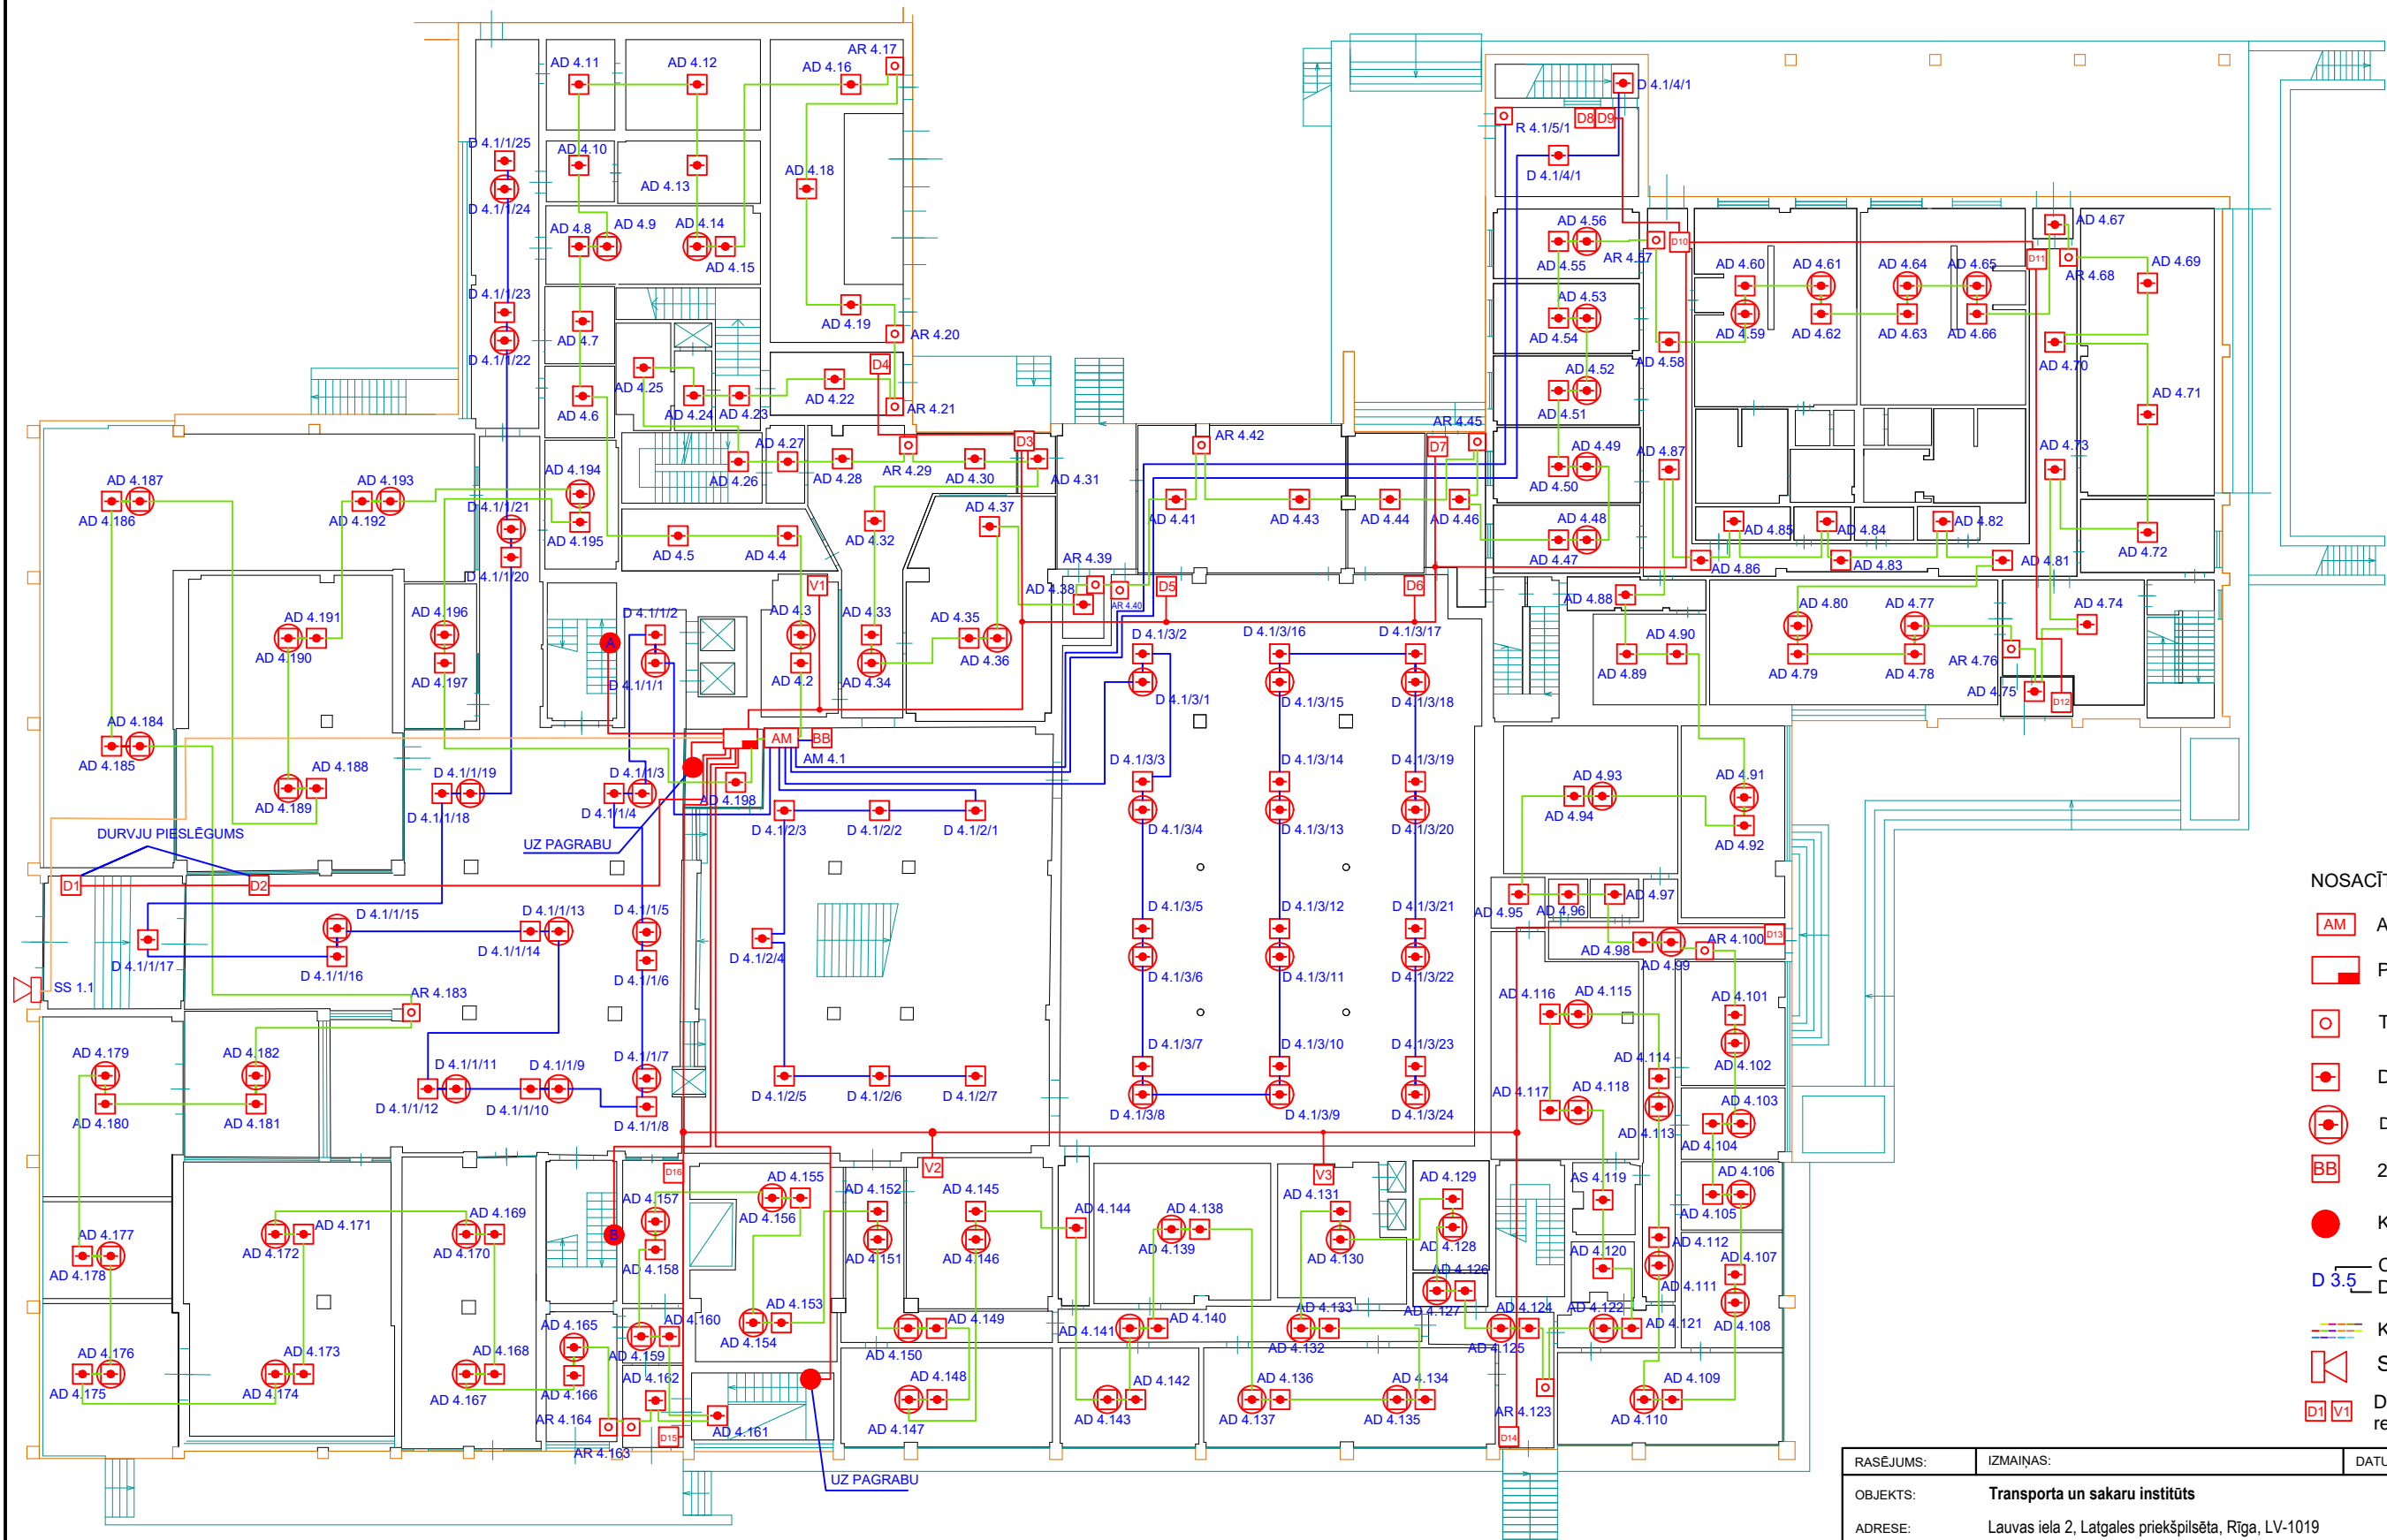 AR 4.17
AD 4.11
AD 4.12
AD 4.16
D 4.1/4/1
R 4.1/5/1
D8
D9
D 4.1/1/25
AD 4.10
AD 4.13
AD 4.18
D 4.1/4/1
D 4.1/1/24
AD 4.8
AD 4.9
AD 4.14
AD 4.15
AD 4.56
AD 4.55
AR 4.57
D10
AD 4.67
D11
AR 4.68
AD 4.69
AD 4.60
AD 4.61
AD 4.64
AD 4.65
D 4.1/1/23
AD 4.19
AR 4.20
AD 4.53
AD 4.54
AD 4.59
AD 4.62
AD 4.63
AD 4.66
AD 4.7
D 4.1/1/22
AD 4.58
AD 4.70
D4
AD 4.25
AD 4.22
AD 4.6
AD 4.24
AD 4.23
AR 4.21
AD 4.52
AD 4.51
AD 4.71
AR 4.45
AR 4.42
D3
D7
AD 4.27
AD 4.26
AD 4.28
AR 4.29
AD 4.30
AD 4.31
AD 4.49
AD 4.50
AD 4.87
AD 4.73
AD 4.187
AD 4.186
AD 4.193
AD 4.192
AD 4.194
AD 4.195
D 4.1/1/21
D 4.1/1/20
AD 4.5
AD 4.4
AD 4.32
AD 4.37
AD 4.41
AD 4.43
AD 4.44
AD 4.46
AD 4.48
AD 4.47
AD 4.85
AD 4.84
AD 4.82
AD 4.86
AD 4.83
AD 4.81
AD 4.72
AR 4.39
AD 4.38
AR 4.40
D5
D6
V1
AD 4.88
AD 4.191
AD 4.190
AD 4.196
AD 4.197
D 4.1/1/2
A
D 4.1/1/1
AD 4.3
AD 4.2
AD 4.33
AD 4.34
AD 4.35
AD 4.36
D 4.1/3/2
D 4.1/3/16
D 4.1/3/17
D 4.1/3/1
D 4.1/3/15
D 4.1/3/18
AD 4.90
AD 4.89
AD 4.80
AD 4.79
AD 4.77
AD 4.78
AR 4.76
AD 4.74
AD 4.75
D12
AD 4.184
AD 4.185
AD 4.188
AD 4.189
D 4.1/1/19
D 4.1/1/18
D 4.1/1/3
D 4.1/1/4
AM
BB
AM 4.1
AD 4.198
D 4.1/3/3
D 4.1/3/14
D 4.1/3/19
D 4.1/3/4
D 4.1/3/13
D 4.1/3/20
AD 4.93
AD 4.94
AD 4.91
AD 4.92
D 4.1/2/3
D 4.1/2/2
D 4.1/2/1
DURVJU PIESLĒGUMS
UZ PAGRABU
D1
D2
D 4.1/1/15
D 4.1/1/16
D 4.1/1/17
D 4.1/1/13
D 4.1/1/14
D 4.1/1/5
D 4.1/1/6
D 4.1/2/4
D 4.1/3/5
D 4.1/3/12
D 4.1/3/21
D 4.1/3/6
D 4.1/3/11
D 4.1/3/22
AD 4.95
AD 4.96
AD 4.97
AD 4.98
AD 4.99
AR 4.100
D13
SS 1.1
AR 4.183
AD 4.116
AD 4.115
AD 4.101
AD 4.102
AD 4.179
AD 4.180
AD 4.182
AD 4.181
D 4.1/1/11
D 4.1/1/12
D 4.1/1/9
D 4.1/1/10
D 4.1/1/7
D 4.1/1/8
D 4.1/2/5
D 4.1/2/6
D 4.1/2/7
D 4.1/3/7
D 4.1/3/10
D 4.1/3/23
D 4.1/3/8
D 4.1/3/9
D 4.1/3/24
AD 4.117
AD 4.118
AD 4.114
AD 4.113
AD 4.103
AD 4.104
D16
V2
V3
AD 4.177
AD 4.178
AD 4.171
AD 4.172
AD 4.169
AD 4.170
B
AD 4.157
AD 4.158
AD 4.155
AD 4.156
AD 4.152
AD 4.151
AD 4.145
AD 4.146
AD 4.144
AD 4.138
AD 4.139
AD 4.131
AD 4.130
AD 4.129
AD 4.128
AS 4.119
AD 4.120
AD 4.106
AD 4.105
AD 4.112
AD 4.111
AD 4.107
AD 4.108
AD 4.126
AD 4.127
AD 4.124
AD 4.125
AD 4.122
AD 4.121
AD 4.165
AD 4.166
AD 4.160
AD 4.159
AD 4.153
AD 4.154
AD 4.149
AD 4.150
AD 4.141
AD 4.140
AD 4.133
AD 4.132
AD 4.176
AD 4.175
AD 4.173
AD 4.174
AD 4.168
AD 4.167
AD 4.162
AD 4.161
AD 4.148
AD 4.147
AD 4.142
AD 4.143
AD 4.136
AD 4.137
AD 4.134
AD 4.135
AR 4.123
AD 4.109
AD 4.110
AR 4.164
AR 4.163
D15
D14
UZ PAGRABU
NOSACĪT
AM A
P
T
D
D
BB 2
K
D 3.5
C
D
K
S
D1 V1 D
re
RASĒJUMS: IZMAIŅAS: DATU
OBJEKTS: Transporta un sakaru institūts
ADRESE: Lauvas iela 2, Latgales priekšpilsēta, Rīga, LV-1019